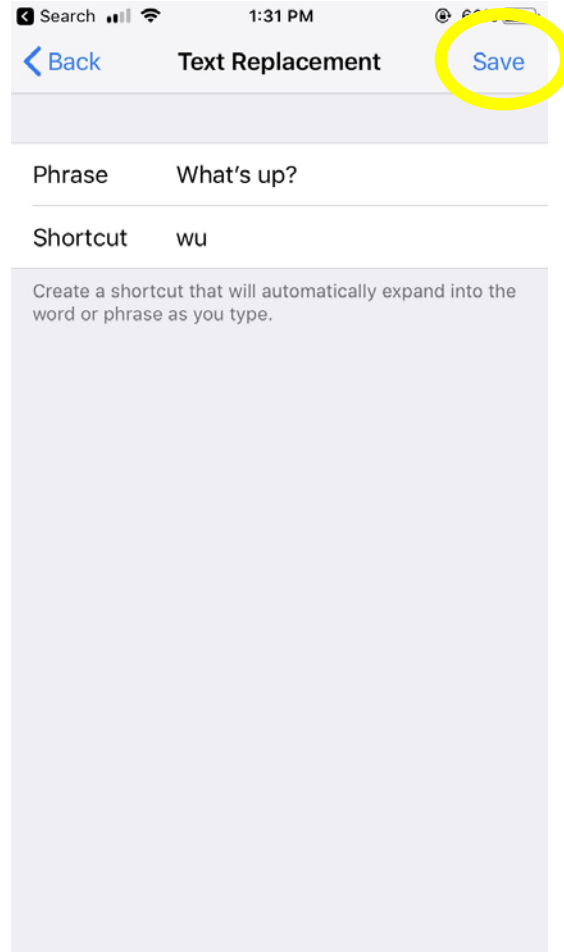 Search 1:31 PM
Back Text Replacement Save
Phrase What's up?
Shortcut wu
Create a shortcut that will automatically expand into the
word or phrase as you type.